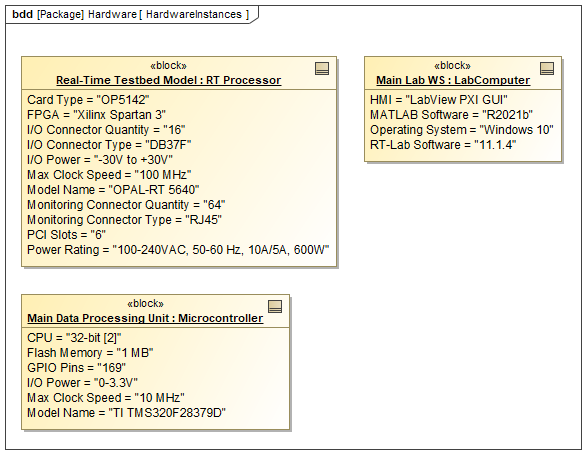 bdd [Package] Hardware [ HardwareInstances ]
«block»
Real-Time Testbed Model : RT Processor
Card Type = "OP5142"
FPGA = "Xilinx Spartan 3"
I/O Connector Quantity = "16"
I/O Connector Type = "DB37F"
I/O Power = "-30V to +30V"
Max Clock Speed = "100 MHz"
Model Name = "OPAL-RT 5640"
Monitoring Connector Quantity = "64"
Monitoring Connector Type = "RJ45"
PCI Slots = "6"
Power Rating = "100-240VAC, 50-60 Hz, 10A/5A, 600W"
«block»
Main Lab WS : LabComputer
HMI = "LabView PXI GUI"
MATLAB Software = "R2021b"
Operating System = "Windows 10"
RT-Lab Software = "11.1.4"
«block»
Main Data Processing Unit : Microcontroller
CPU = "32-bit [2]"
Flash Memory = "1 MB"
GPIO Pins = "169"
I/O Power = "0-3.3V"
Max Clock Speed = "10 MHz"
Model Name = "TI TMS320F28379D"